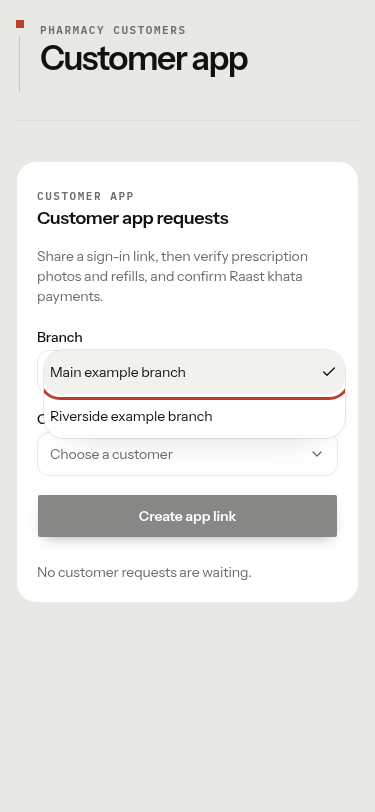 PHARMACY CUSTOMERS
Customer app
CUSTOMER APP
Customer app requests
Share a sign-in link, then verify prescription
photos and refills, and confirm Raast khata
payments.
Branch
Main example branch
Riverside example branch
Choose a customer
Create app link
No customer requests are waiting.